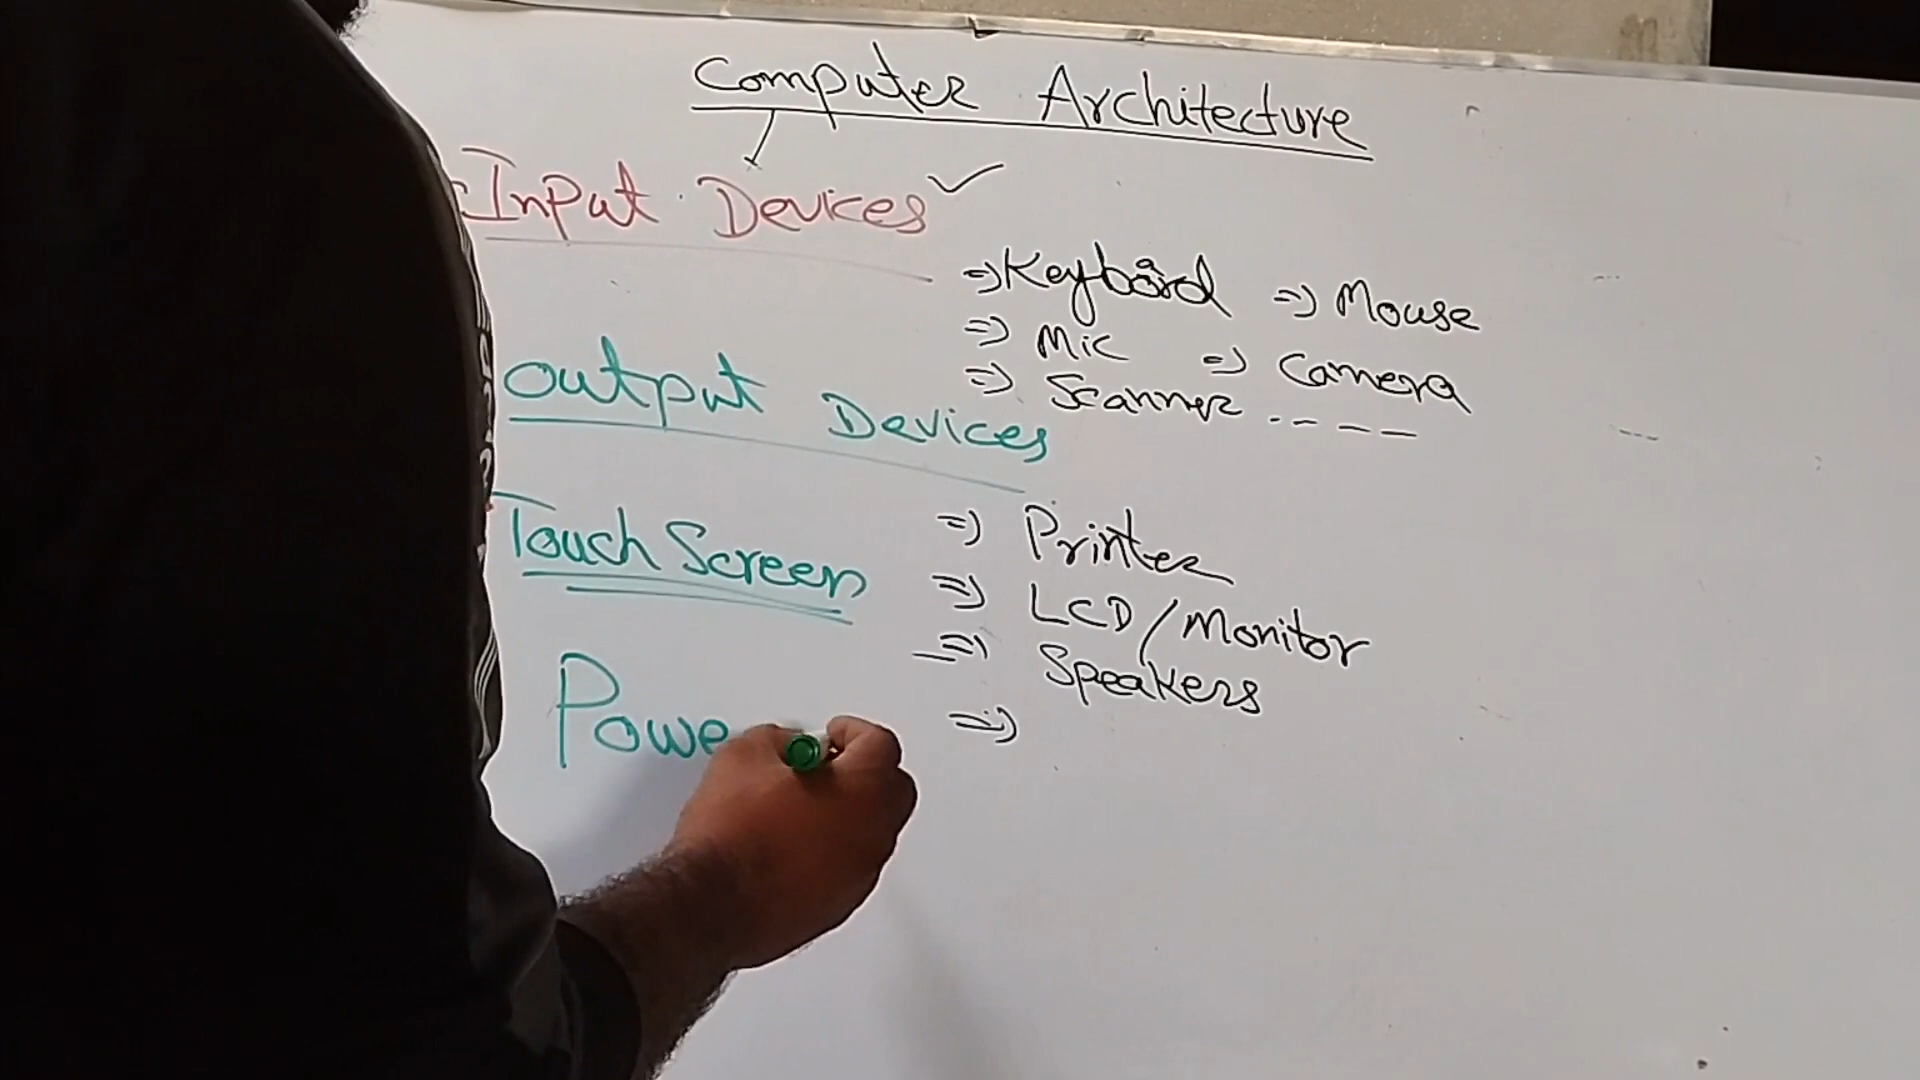 Computer Architecture
Input Devices
=> Keyboard => Mouse
=> Mic => Camera
=> Scanner ----
Output Devices
=> Printer
=> LCD/Monitor
=> Speakers
=>
Touch Screen
Powe